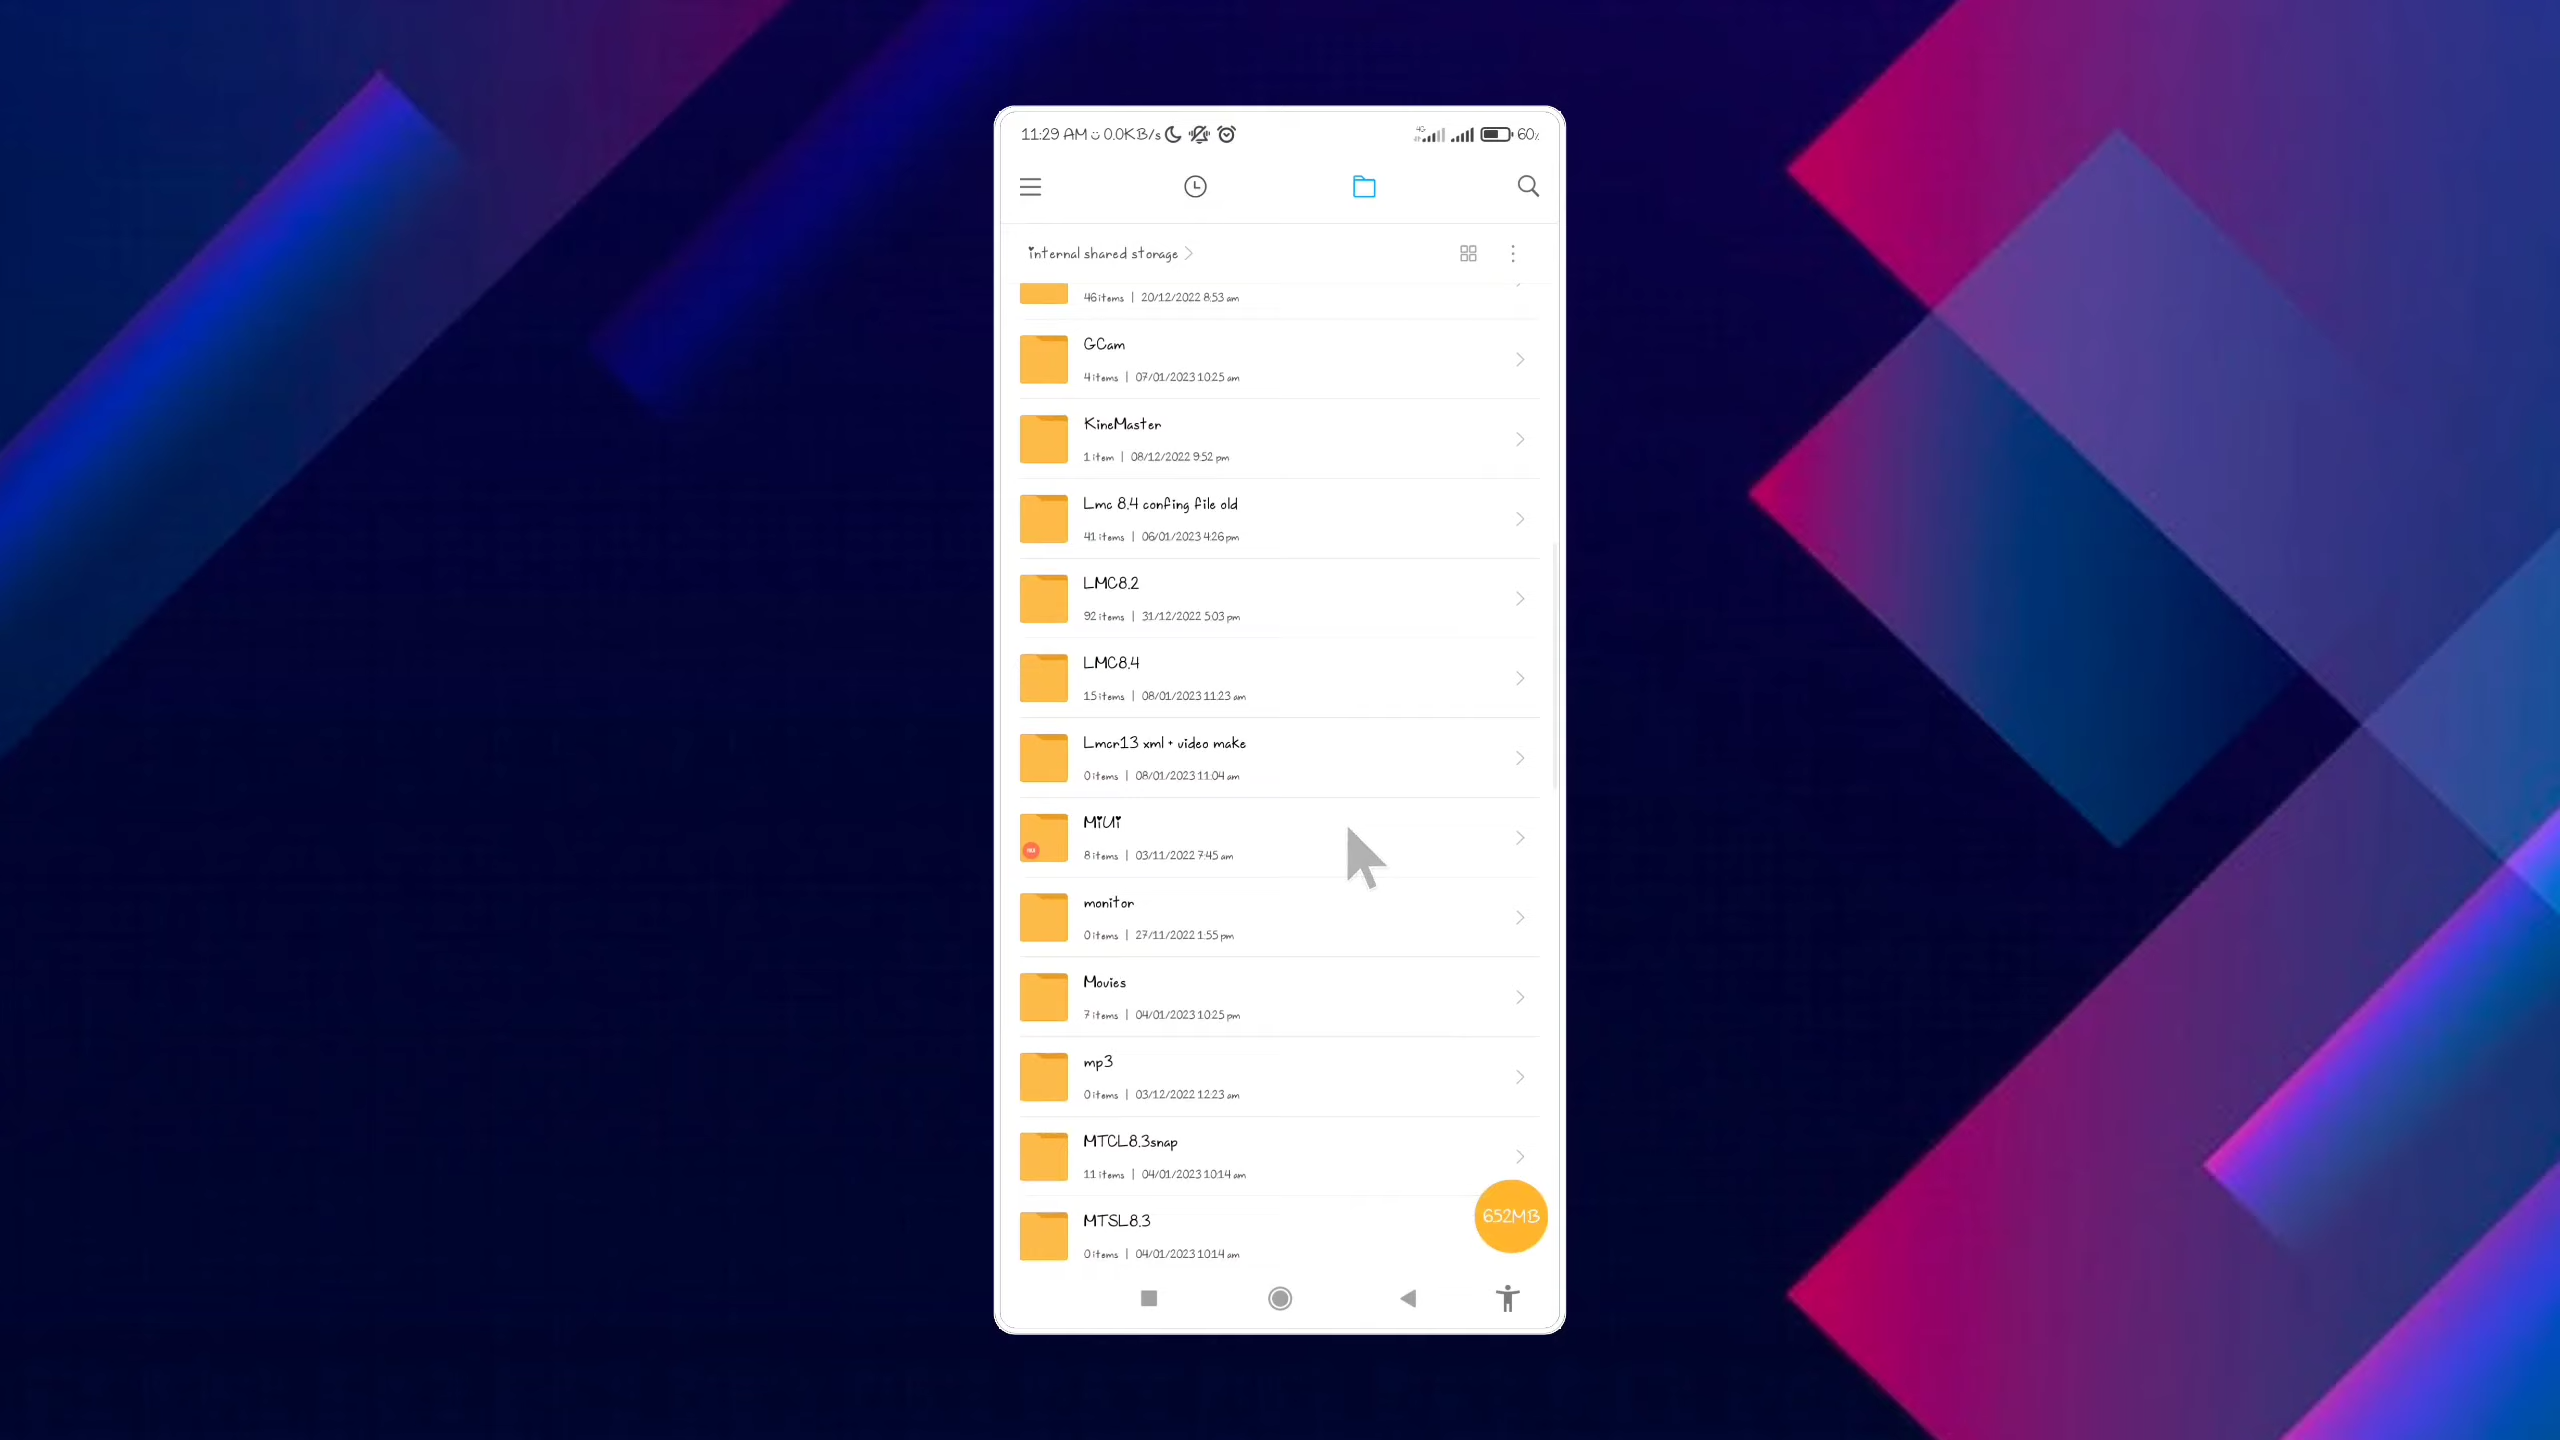 11:29 AM 0.0KB/s 60%
internal shared storage
46 items | 20/12/2022 8:53 am
GCam
4 items | 07/01/2023 10:25 am
KineMaster
1 item | 08/12/2022 9:52 pm
Lmc 8.4 confing file old
41 items | 06/01/2023 4:26 pm
LMC8.2
92 items | 31/12/2022 5:03 pm
LMC8.4
15 items | 08/01/2023 11:23 am
Lmcr13 xml + video make
0 items | 08/01/2023 11:04 am
MiUi
8 items | 03/11/2022 7:45 am
monitor
0 items | 27/11/2022 1:55 pm
Movies
7 items | 04/01/2023 10:25 pm
mp3
0 items | 03/12/2022 12:23 am
MTCL8.3snap
11 items | 04/01/2023 10:14 am
MTSL8.3
652MB
0 items | 04/01/2023 10:14 am